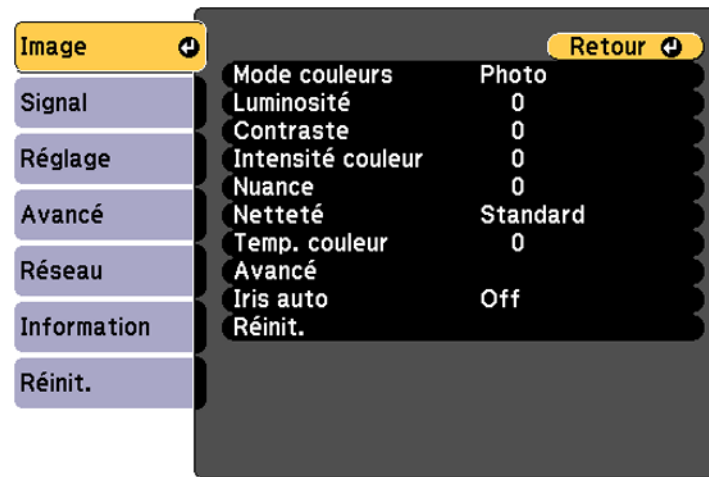 Image
Signal
Réglage
Avancé
Réseau
Information
Réinit.
Retour
Mode couleurs Photo
Luminosité 0
Contraste 0
Intensité couleur 0
Nuance 0
Netteté Standard
Temp. couleur 0
Avancé
Iris auto Off
Réinit.